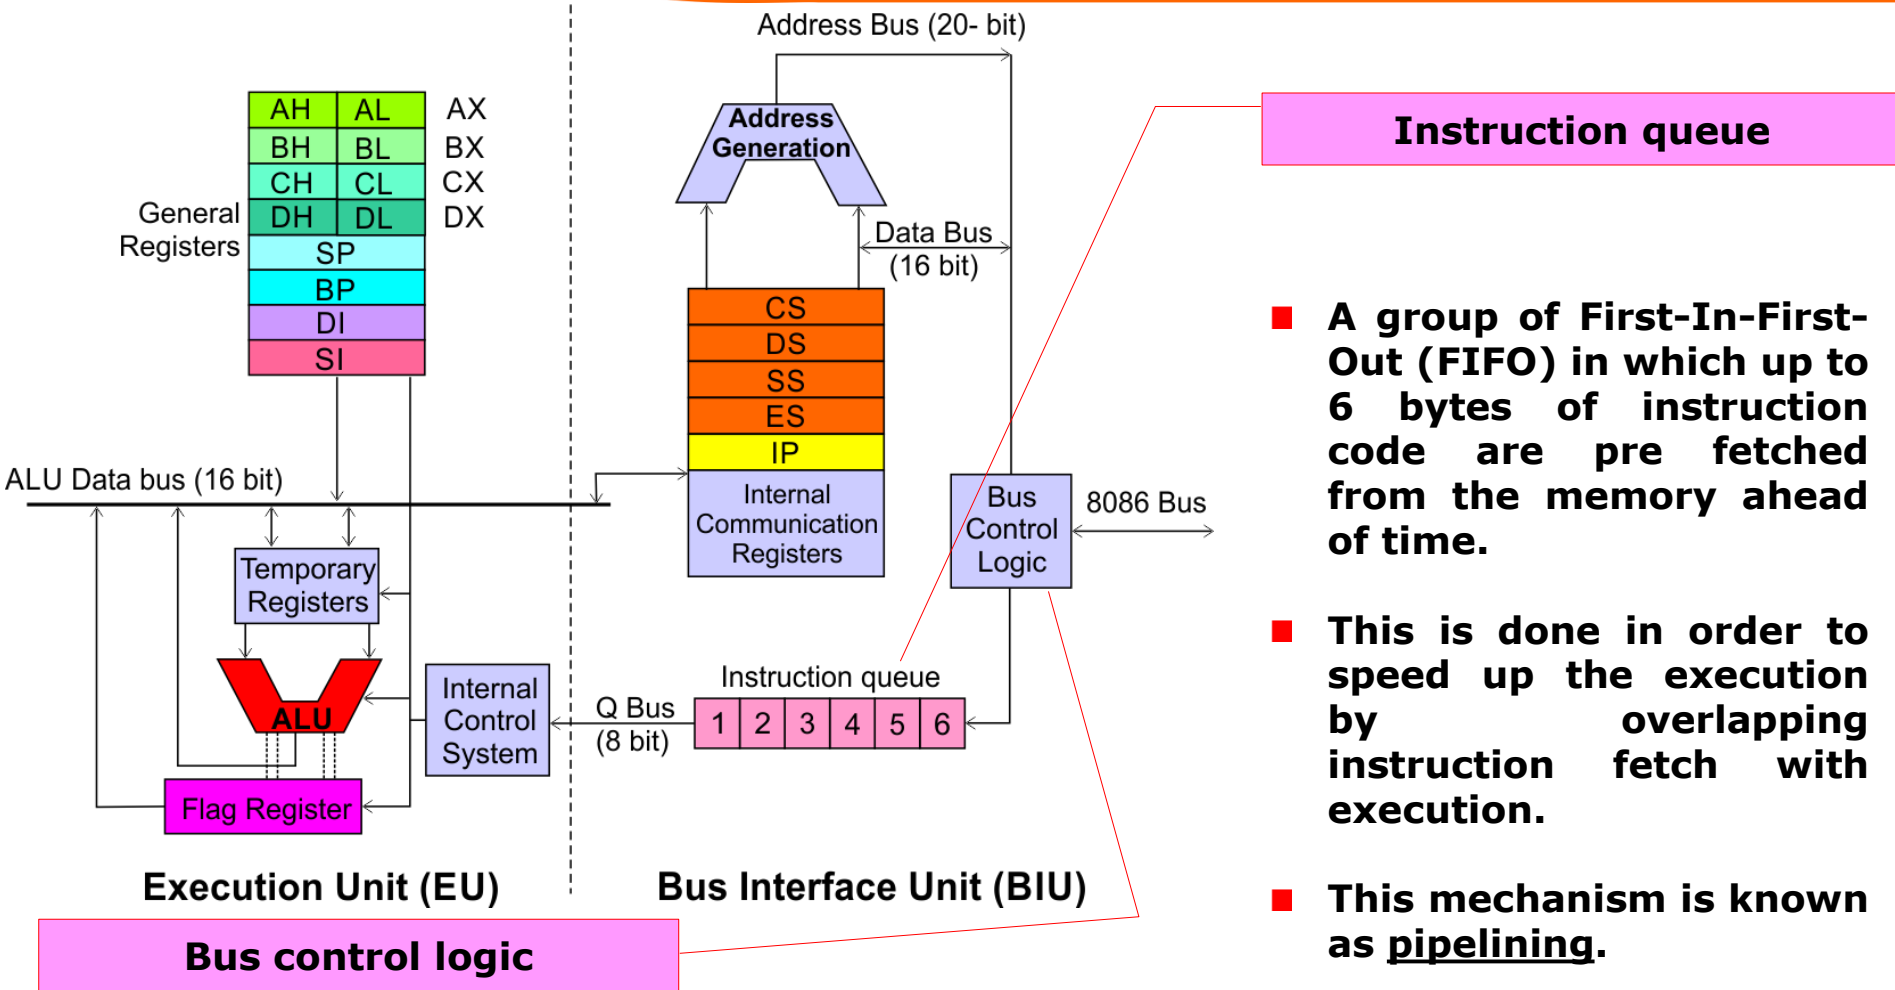 Address Bus (20- bit)
AH AL AX
BH BL BX
CH CL CX
DH DL DX
General
Registers
SP
BP
DI
SI
ALU Data bus (16 bit)
Temporary
Registers
ALU
Internal
Control
System
Flag Register
Execution Unit (EU)
Address
Generation
Data Bus
(16 bit)
CS
DS
SS
ES
IP
Internal
Communication
Registers
Bus
Control
Logic
8086 Bus
Instruction queue
Q Bus
(8 bit)
1 2 3 4 5 6
Bus Interface Unit (BIU)
Bus control logic
Instruction queue
A group of First-In-First-
Out (FIFO) in which up to
6 bytes of instruction
code are pre fetched
from the memory ahead
of time.
This is done in order to
speed up the execution
by overlapping
instruction fetch with
execution.
This mechanism is known
as pipelining.